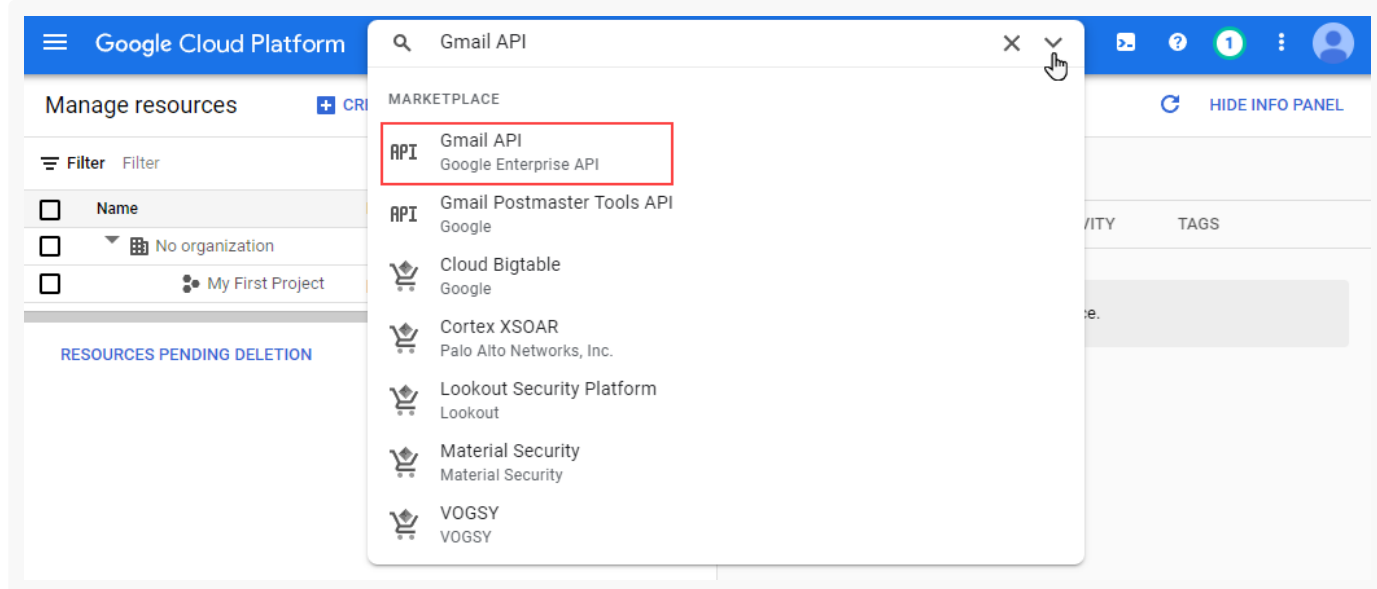 Google Cloud Platform
Gmail API
1
Manage resources
CRE
HIDE INFO PANEL
MARKETPLACE
API
Gmail API
Google Enterprise API
Filter Filter
API
Gmail Postmaster Tools API
Google
Name
TAGS
No organization
Cloud Bigtable
Google
My First Project
Cortex XSOAR
Palo Alto Networks, Inc.
RESOURCES PENDING DELETION
Lookout Security Platform
Lookout
Material Security
Material Security
VOGSY
VOGSY